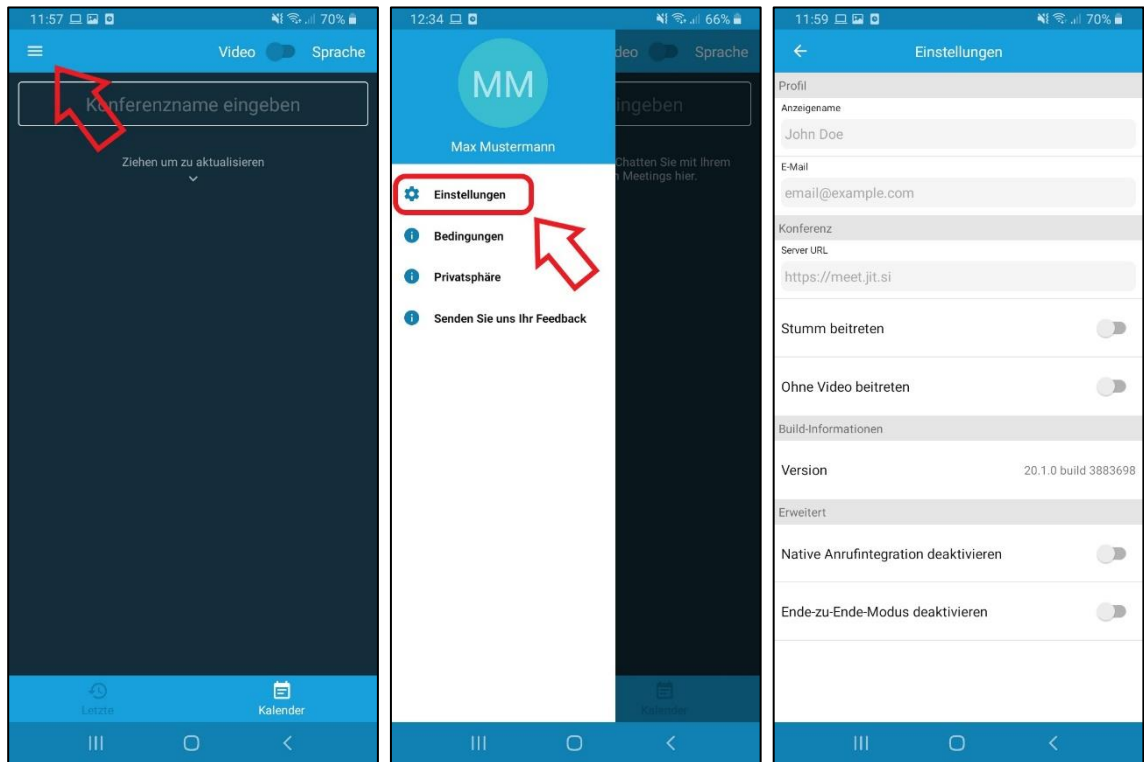 11:57 70%
Video Sprache
Konferenzname eingeben
Ziehen um zu aktualisieren
Letzte Kalender
12:34 66%
deo Sprache
MM
ingeben
Max Mustermann
Chatten Sie mit Ihrem
n Meetings hier.
Einstellungen
Bedingungen
Privatsphäre
Senden Sie uns Ihr Feedback
Kalender
11:59 70%
Einstellungen
Profil
Anzeigename
John Doe
E-Mail
email@example.com
Konferenz
Server URL
https://meet.jit.si
Stumm beitreten
Ohne Video beitreten
Build-Informationen
Version 20.1.0 build 3883698
Erweitert
Native Anrufintegration deaktivieren
Ende-zu-Ende-Modus deaktivieren